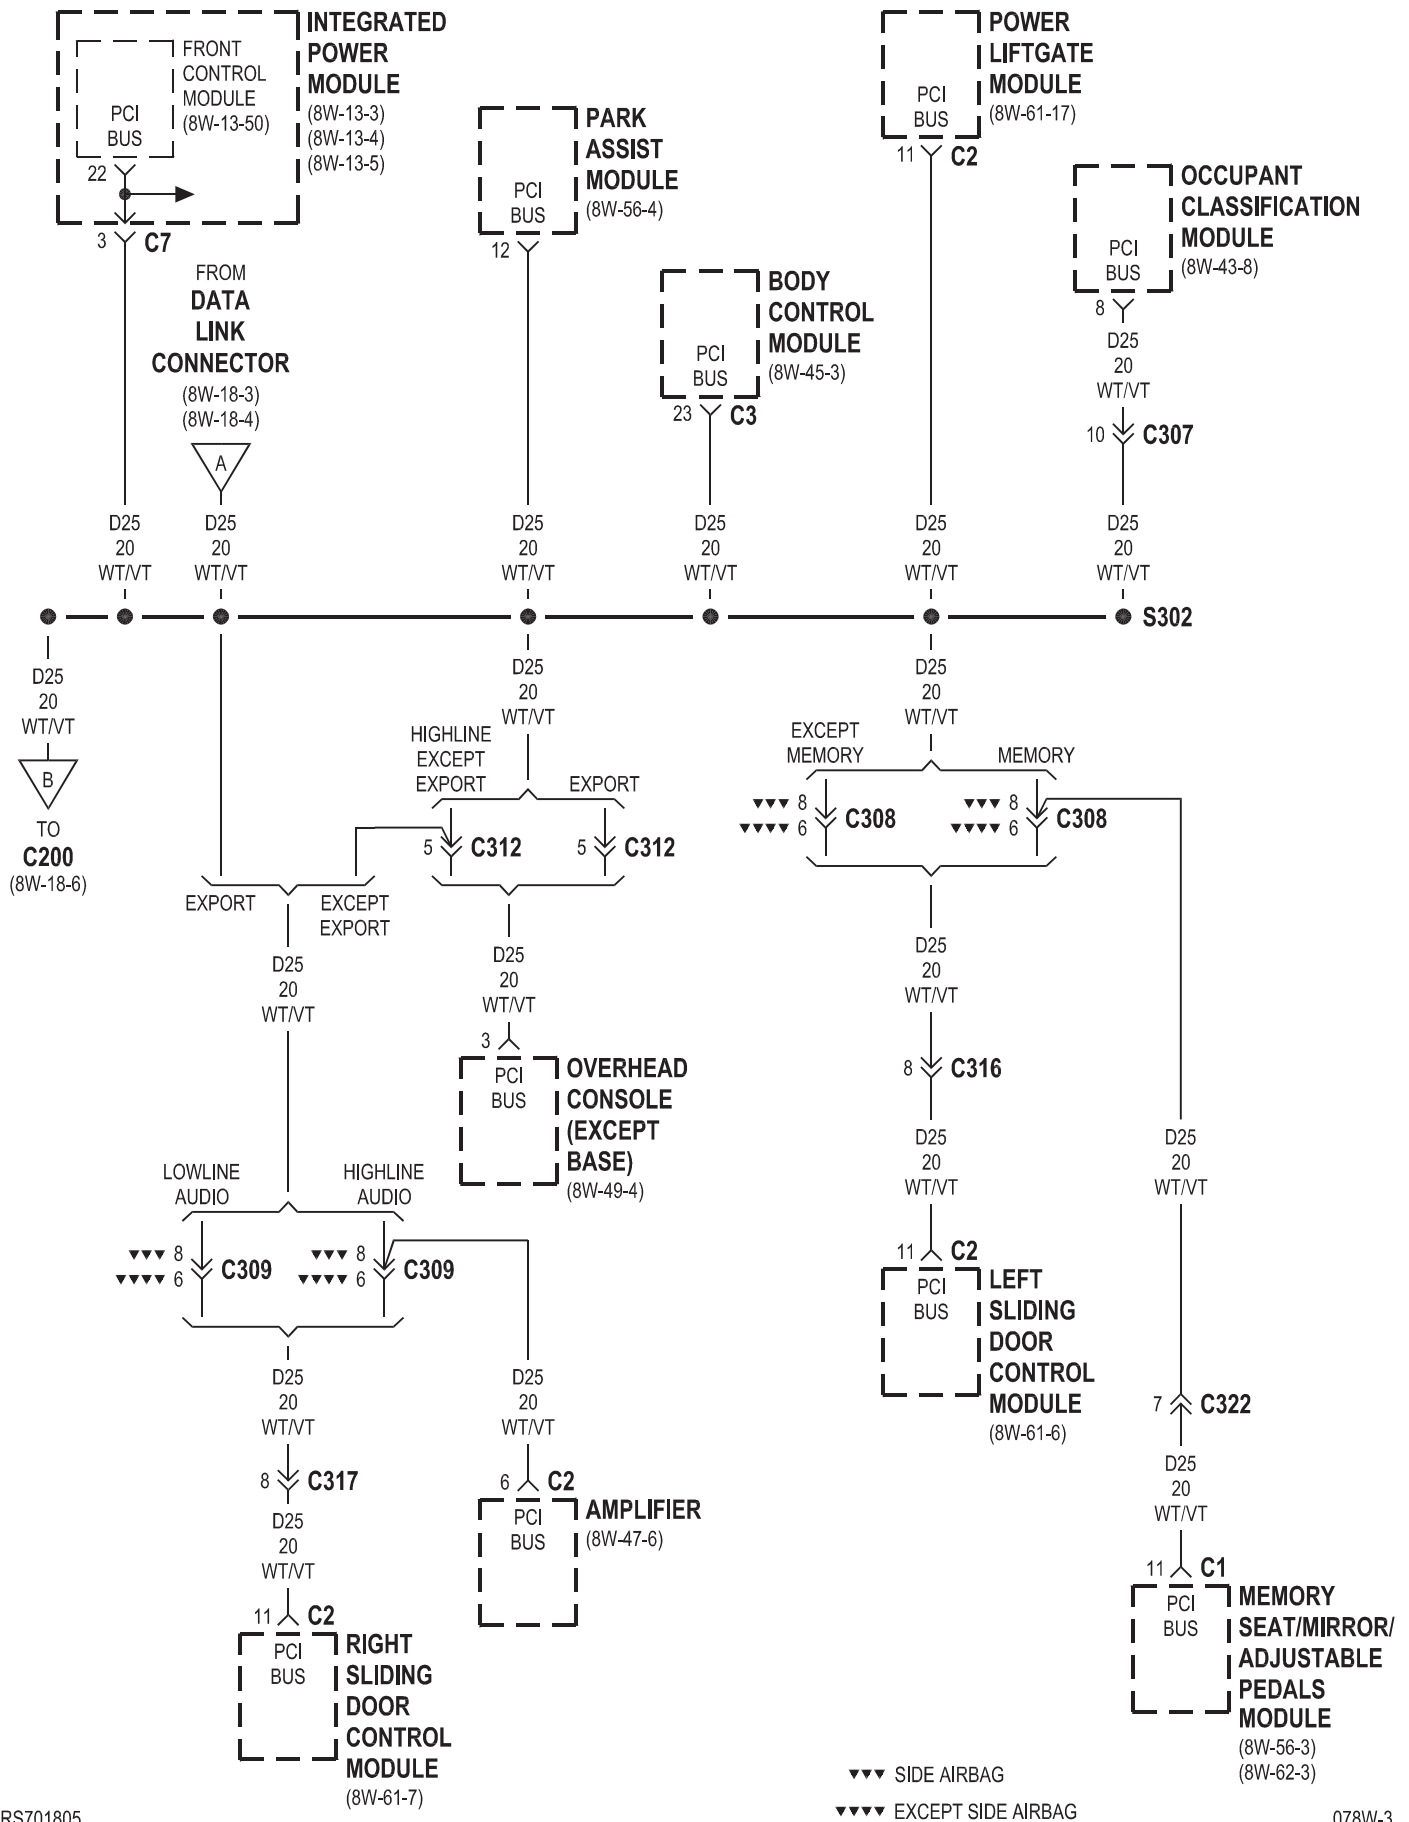 INTEGRATED
POWER
MODULE
(8W-13-3)
(8W-13-4)
(8W-13-5)
FRONT
CONTROL
MODULE
(8W-13-50)
PCI
BUS
22
3
C7
FROM
DATA
LINK
CONNECTOR
(8W-18-3)
(8W-18-4)
A
PARK
ASSIST
MODULE
(8W-56-4)
PCI
BUS
12
BODY
CONTROL
MODULE
(8W-45-3)
PCI
BUS
23
C3
POWER
LIFTGATE
MODULE
(8W-61-17)
PCI
BUS
11
C2
OCCUPANT
CLASSIFICATION
MODULE
(8W-43-8)
PCI
BUS
8
D25
20
WT/VT
10
C307
D25
20
WT/VT
D25
20
WT/VT
D25
20
WT/VT
D25
20
WT/VT
D25
20
WT/VT
D25
20
WT/VT
S302
D25
20
WT/VT
B
TO
C200
(8W-18-6)
D25
20
WT/VT
HIGHLINE
EXCEPT
EXPORT
EXPORT
5
C312
5
C312
EXPORT
EXCEPT
EXPORT
D25
20
WT/VT
D25
20
WT/VT
3
PCI
BUS
OVERHEAD
CONSOLE
(EXCEPT
BASE)
(8W-49-4)
D25
20
WT/VT
EXCEPT
MEMORY
MEMORY
▼▼▼ 8
▼▼▼▼ 6
C308
▼▼▼ 8
▼▼▼▼ 6
C308
D25
20
WT/VT
8
C316
D25
20
WT/VT
11
C2
PCI
BUS
LEFT
SLIDING
DOOR
CONTROL
MODULE
(8W-61-6)
D25
20
WT/VT
7
C322
D25
20
WT/VT
11
C1
PCI
BUS
MEMORY
SEAT/MIRROR/
ADJUSTABLE
PEDALS
MODULE
(8W-56-3)
(8W-62-3)
LOWLINE
AUDIO
HIGHLINE
AUDIO
▼▼▼ 8
▼▼▼▼ 6
C309
▼▼▼ 8
▼▼▼▼ 6
C309
D25
20
WT/VT
8
C317
D25
20
WT/VT
11
C2
PCI
BUS
RIGHT
SLIDING
DOOR
CONTROL
MODULE
(8W-61-7)
D25
20
WT/VT
6
C2
PCI
BUS
AMPLIFIER
(8W-47-6)
▼▼▼ SIDE AIRBAG
▼▼▼▼ EXCEPT SIDE AIRBAG
RS701805
078W-3